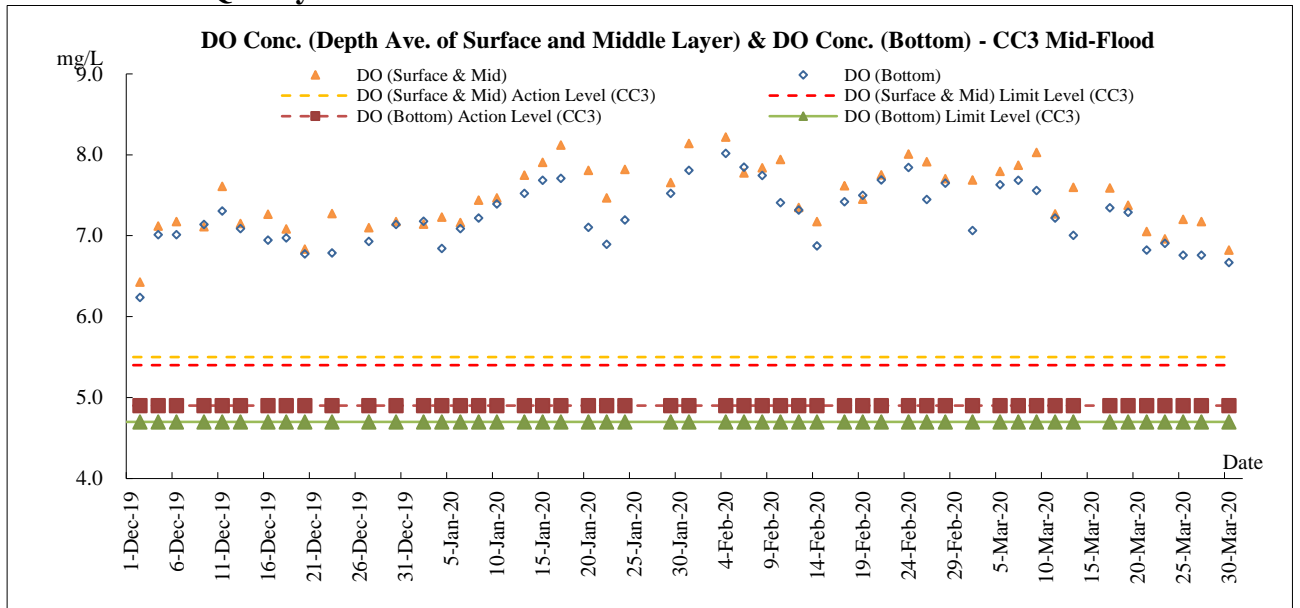 DO Conc. (Depth Ave. of Surface and Middle Layer) & DO Conc. (Bottom) - CC3 Mid-Flood
mg/L
DO (Surface & Mid)
DO (Bottom)
DO (Surface & Mid) Action Level (CC3)
DO (Surface & Mid) Limit Level (CC3)
DO (Bottom) Action Level (CC3)
DO (Bottom) Limit Level (CC3)
9.0
8.0
7.0
6.0
5.0
4.0
Date
1-Dec-19
6-Dec-19
11-Dec-19
16-Dec-19
21-Dec-19
26-Dec-19
31-Dec-19
5-Jan-20
10-Jan-20
15-Jan-20
20-Jan-20
25-Jan-20
30-Jan-20
4-Feb-20
9-Feb-20
14-Feb-20
19-Feb-20
24-Feb-20
29-Feb-20
5-Mar-20
10-Mar-20
15-Mar-20
20-Mar-20
25-Mar-20
30-Mar-20